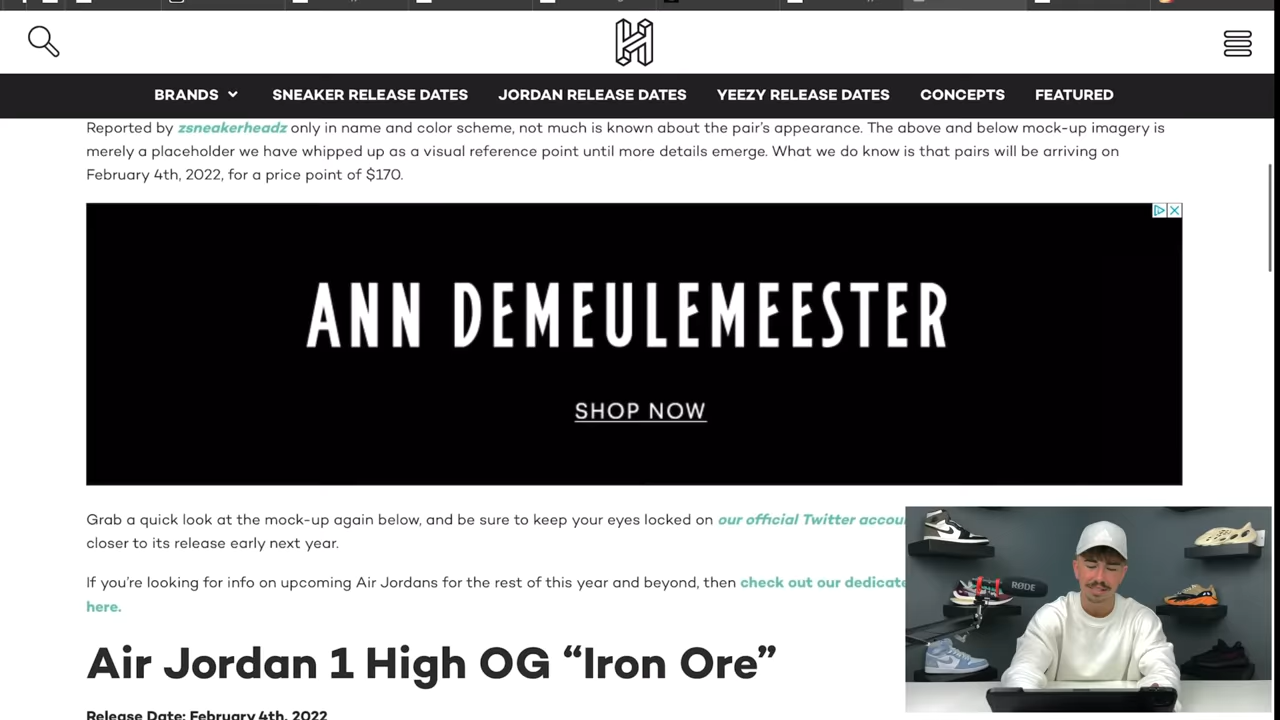 BRANDS SNEAKER RELEASE DATES JORDAN RELEASE DATES YEEZY RELEASE DATES CONCEPTS FEATURED
Reported by zsneakerheadz only in name and color scheme, not much is known about the pair’s appearance. The above and below mock-up imagery is
merely a placeholder we have whipped up as a visual reference point until more details emerge. What we do know is that pairs will be arriving on
February 4th, 2022, for a price point of $170.
ANN DEMEULEMEESTER
SHOP NOW
Grab a quick look at the mock-up again below, and be sure to keep your eyes locked on our official Twitter
closer to its release early next year.
If you’re looking for info on upcoming Air Jordans for the rest of this year and beyond, then check out our
here.
RØDE
Air Jordan 1 High OG “Iron Ore”
Release Date: February 4th, 2022